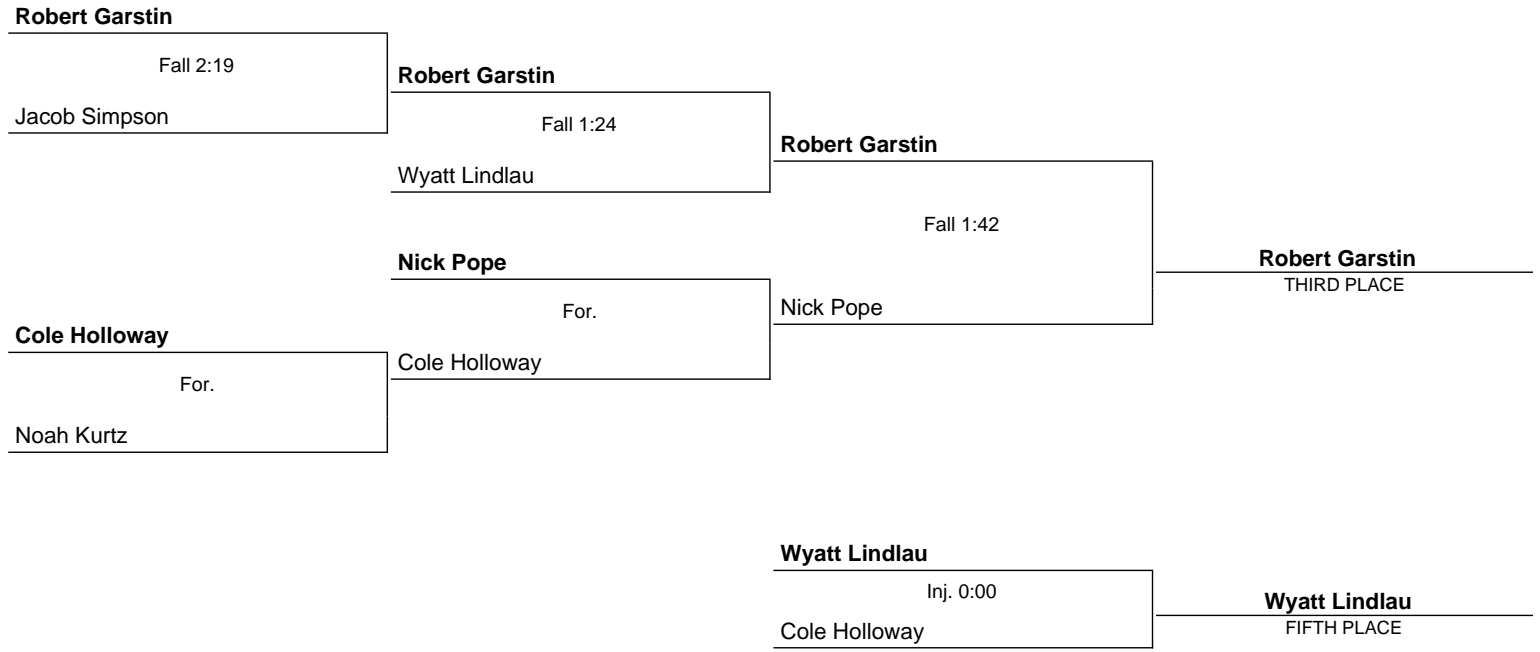 Robert Garstin
Fall 2:19
Jacob Simpson
Robert Garstin
Fall 1:24
Wyatt Lindlau
Robert Garstin
Fall 1:42
Nick Pope
Robert Garstin
THIRD PLACE
Nick Pope
For.
Cole Holloway
Cole Holloway
For.
Noah Kurtz
Wyatt Lindlau
Inj. 0:00
Cole Holloway
Wyatt Lindlau
FIFTH PLACE